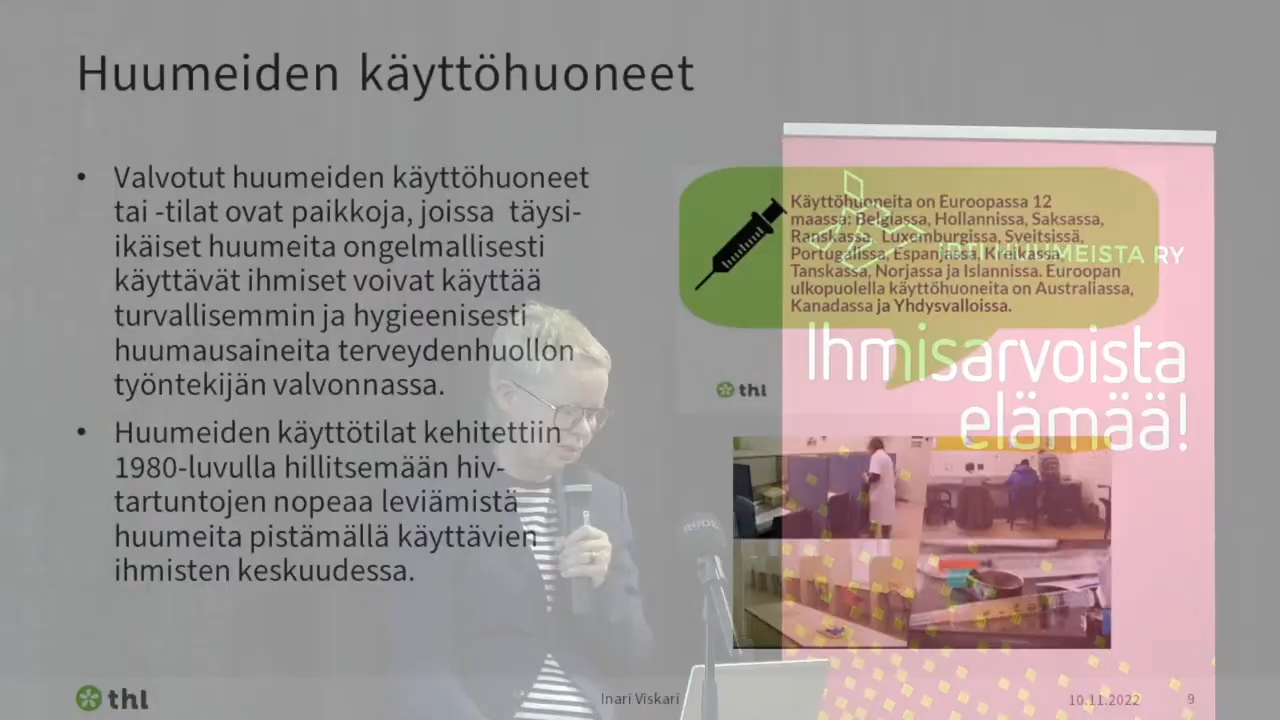 Huumeiden käyttöhuoneet
• Valvotut huumeiden käyttöhuoneet
tai -tilat ovat paikkoja, joissa täysi-
ikäiset huumeita ongelmallisesti
käyttävät ihmiset voivat käyttää
turvallisemmin ja hygieenisesti
huumausaineita terveydenhuollon
työntekijän valvonnassa.
• Huumeiden käyttötilat kehitettiin
1980-luvulla hillitsemään hiv-
tartuntojen nopeaa leviämistä
huumeita pistämällä käyttävien
ihmisten keskuudessa.
Käyttöhuoneita on Euroopassa 12
maassa: Belgiassa, Hollannissa, Saksassa,
Ranskassa, Luxemburgissa, Sveitsissä,
Portugalissa, Espanjassa, Kreikassa,
Tanskassa, Norjassa ja Islannissa. Euroopan
ulkopuolella käyttöhuoneita on Australiassa,
Kanadassa ja Yhdysvalloissa.
IRTI HUUMEISTA RY
Ihmisarvoista
elämää!
thl
RØDE
thl
Inari Viskari
10.11.2022
9